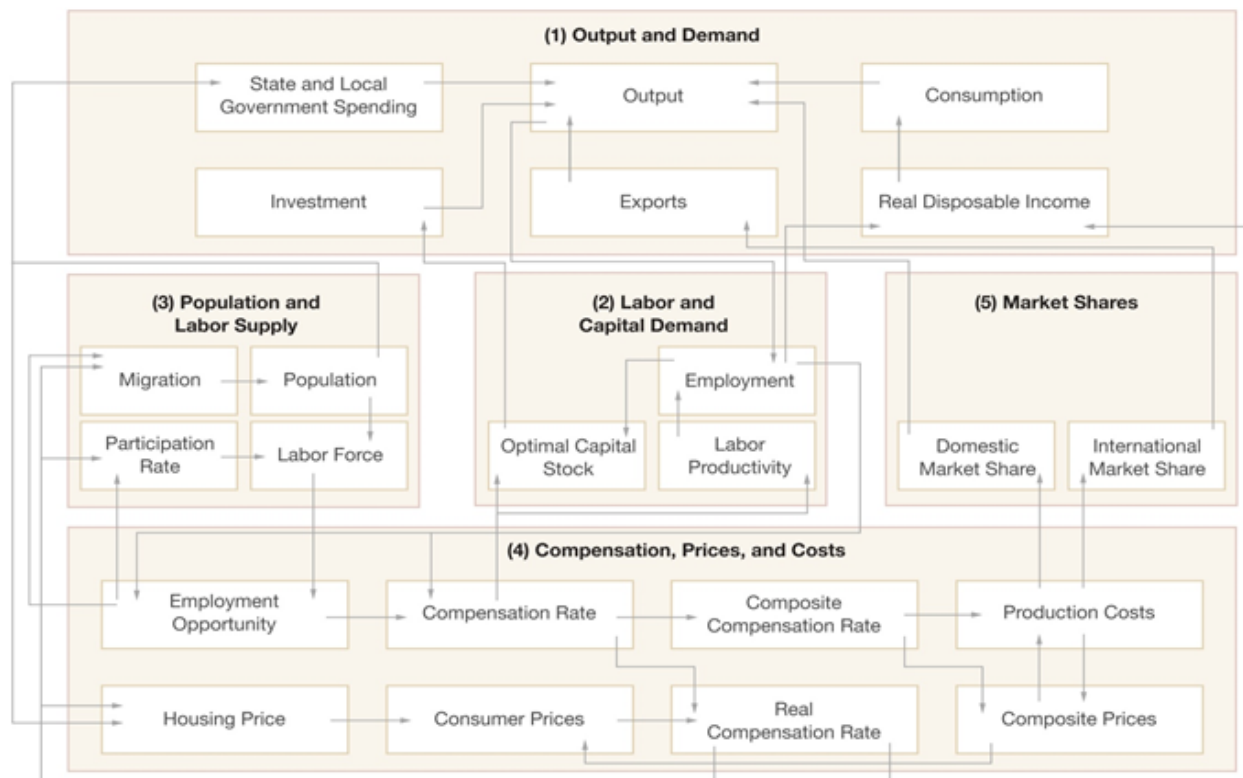 (1) Output and Demand
State and Local
Government Spending
Output
Consumption
Investment
Exports
Real Disposable Income
(3) Population and
Labor Supply
Migration
Population
Participation
Rate
Labor Force
(2) Labor and
Capital Demand
Employment
Optimal Capital
Stock
Labor
Productivity
(5) Market Shares
Domestic
Market Share
International
Market Share
(4) Compensation, Prices, and Costs
Employment
Opportunity
Compensation Rate
Composite
Compensation Rate
Production Costs
Housing Price
Consumer Prices
Real
Compensation Rate
Composite Prices